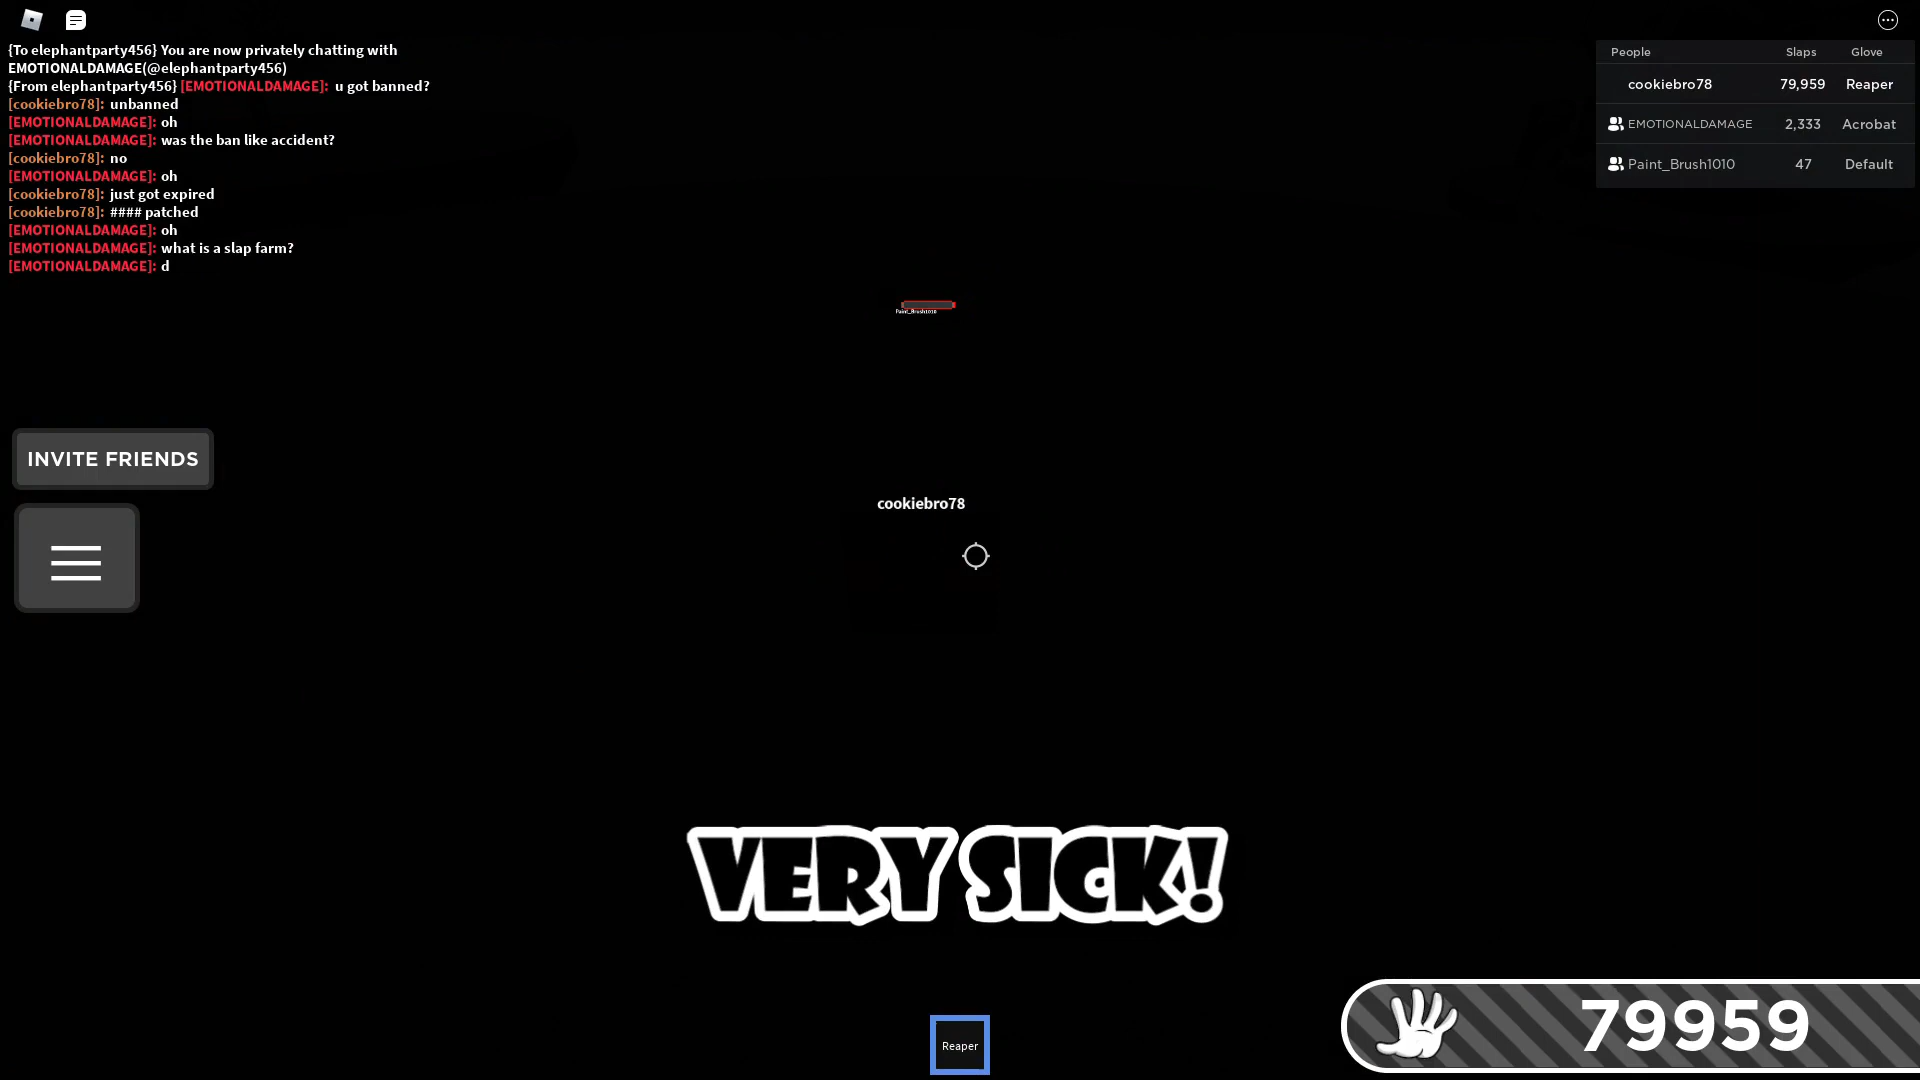 {To elephantparty456} You are now privately chatting with
EMOTIONALDAMAGE(@elephantparty456)
{From elephantparty456} [EMOTIONALDAMAGE]: u got banned?
[cookiebro78]: unbanned
[EMOTIONALDAMAGE]: oh
[EMOTIONALDAMAGE]: was the ban like accident?
[cookiebro78]: no
[EMOTIONALDAMAGE]: oh
[cookiebro78]: just got expired
[cookiebro78]: #### patched
[EMOTIONALDAMAGE]: oh
[EMOTIONALDAMAGE]: what is a slap farm?
[EMOTIONALDAMAGE]: d
People Slaps Glove
cookiebro78 79,959 Reaper
EMOTIONALDAMAGE 2,333 Acrobat
Paint_Brush1010 47 Default
Paint_Brush1010
INVITE FRIENDS
cookiebro78
VERY SICK!
Reaper
79959